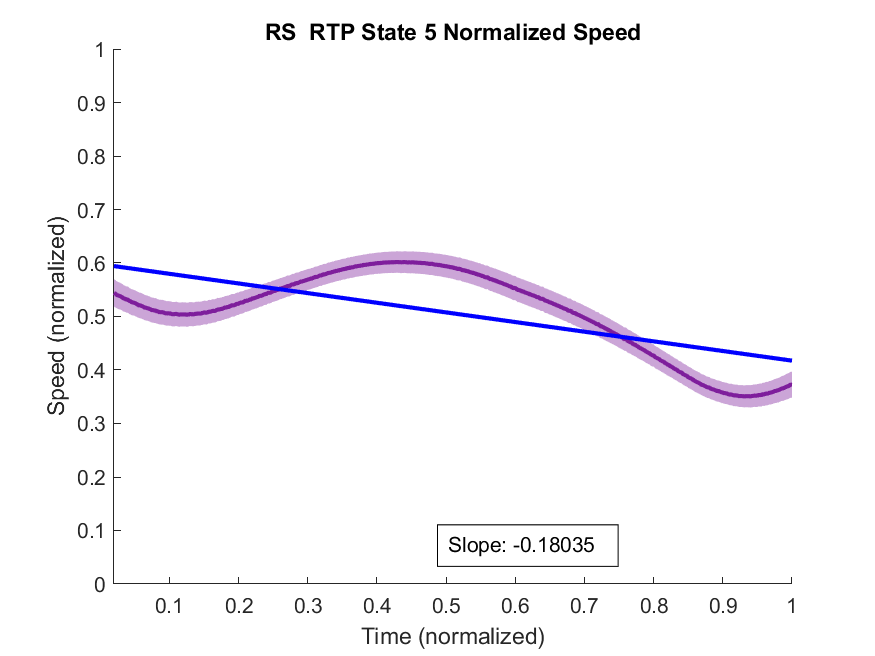 RS  RTP State 5 Normalized Speed
1
0.9
0.8
0.7
0.6
0.5
0.4
0.3
0.2
0.1
0
Speed (normalized)
Slope: -0.18035
0.1 0.2 0.3 0.4 0.5 0.6 0.7 0.8 0.9 1
Time (normalized)